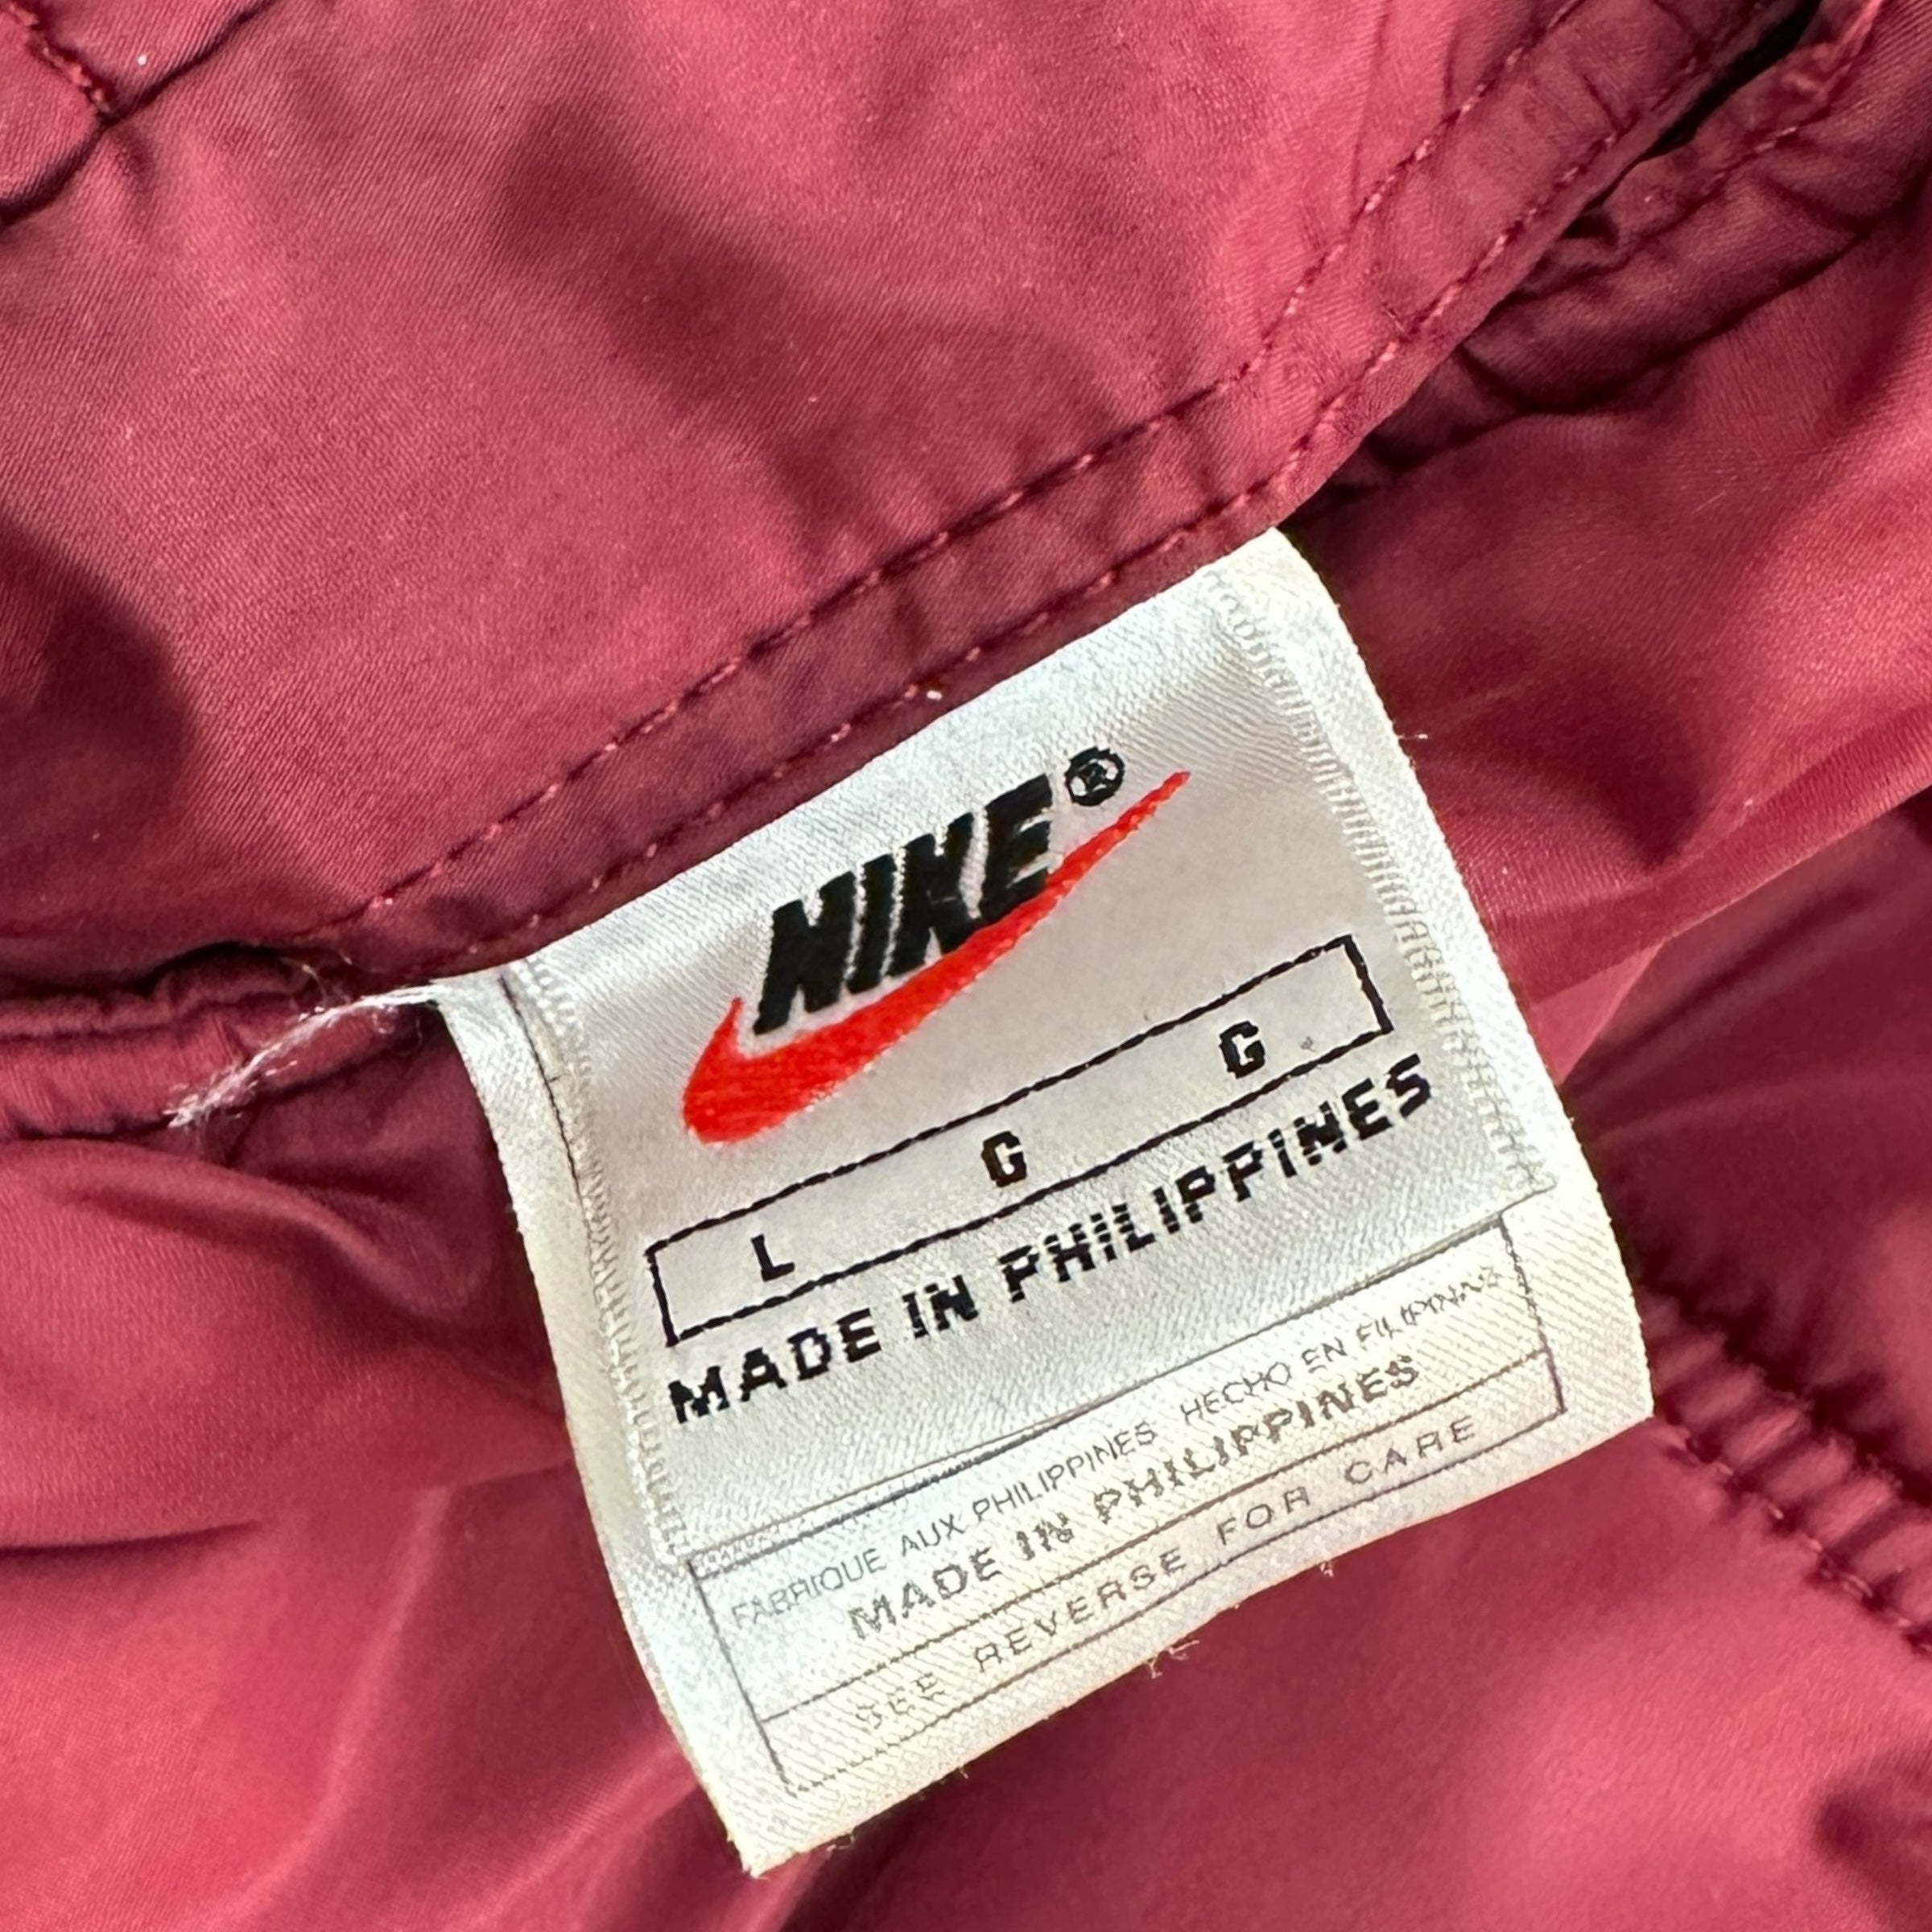 NIKE®
L G G
MADE IN PHILIPPINES
FABRIQUE AUX PHILIPPINES HECHO EN FILIPINAS
MADE IN PHILIPPINES
SEE REVERSE FOR CARE